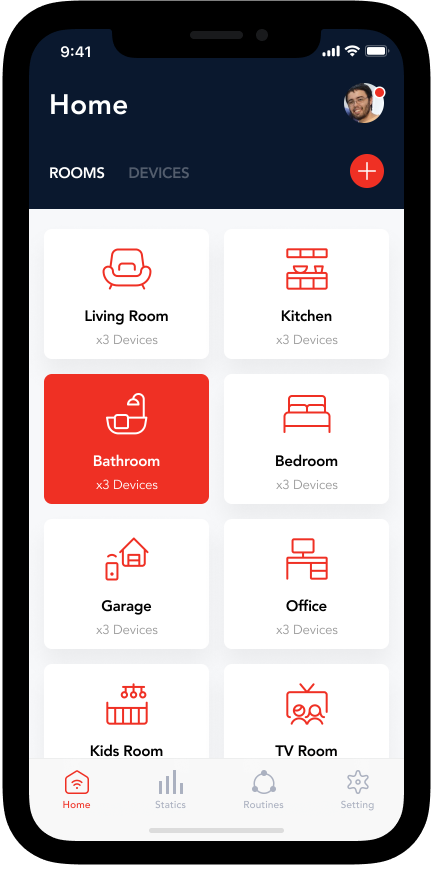 9:41
Home
ROOMS DEVICES
Living Room Kitchen
x3 Devices x3 Devices
Bathroom Bedroom
x3 Devices x3 Devices
Garage Office
x3 Devices x3 Devices
Kids Room TV Room
Home Statics Routines Setting